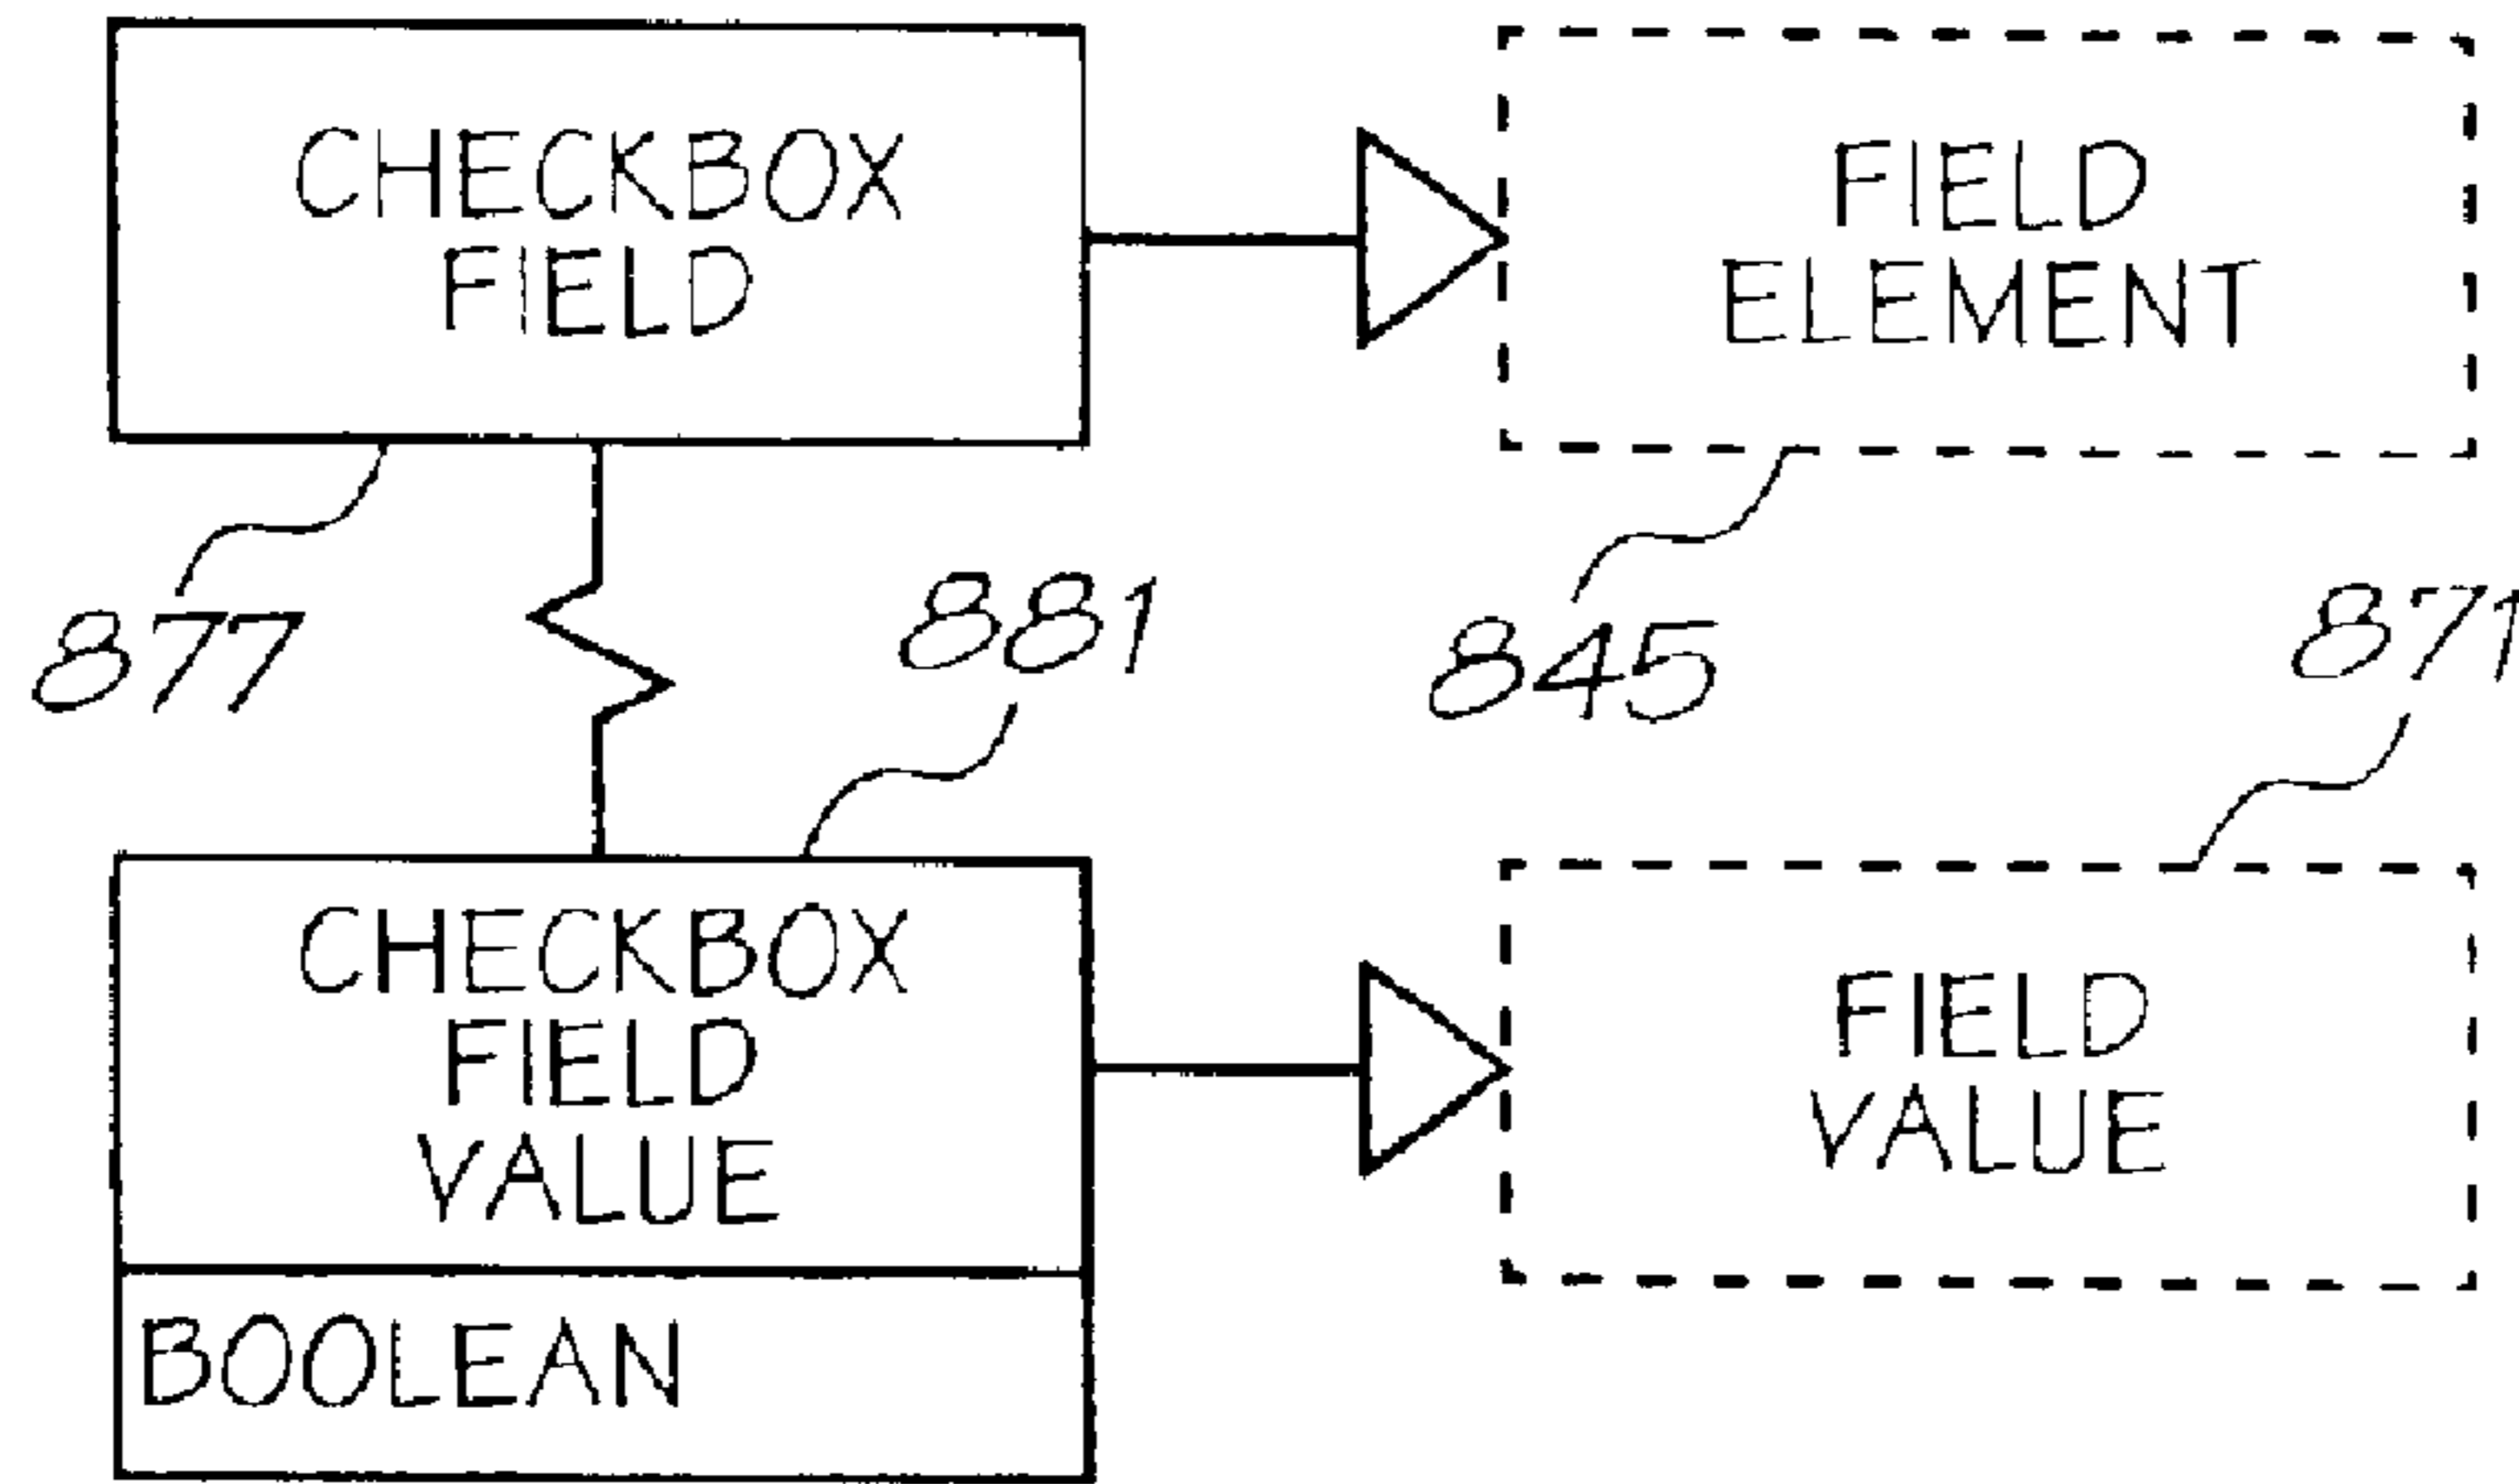 CHECKBOX
FIELD
FIELD
ELEMENT
877
881
845
871
CHECKBOX
FIELD
VALUE
BOOLEAN
FIELD
VALUE